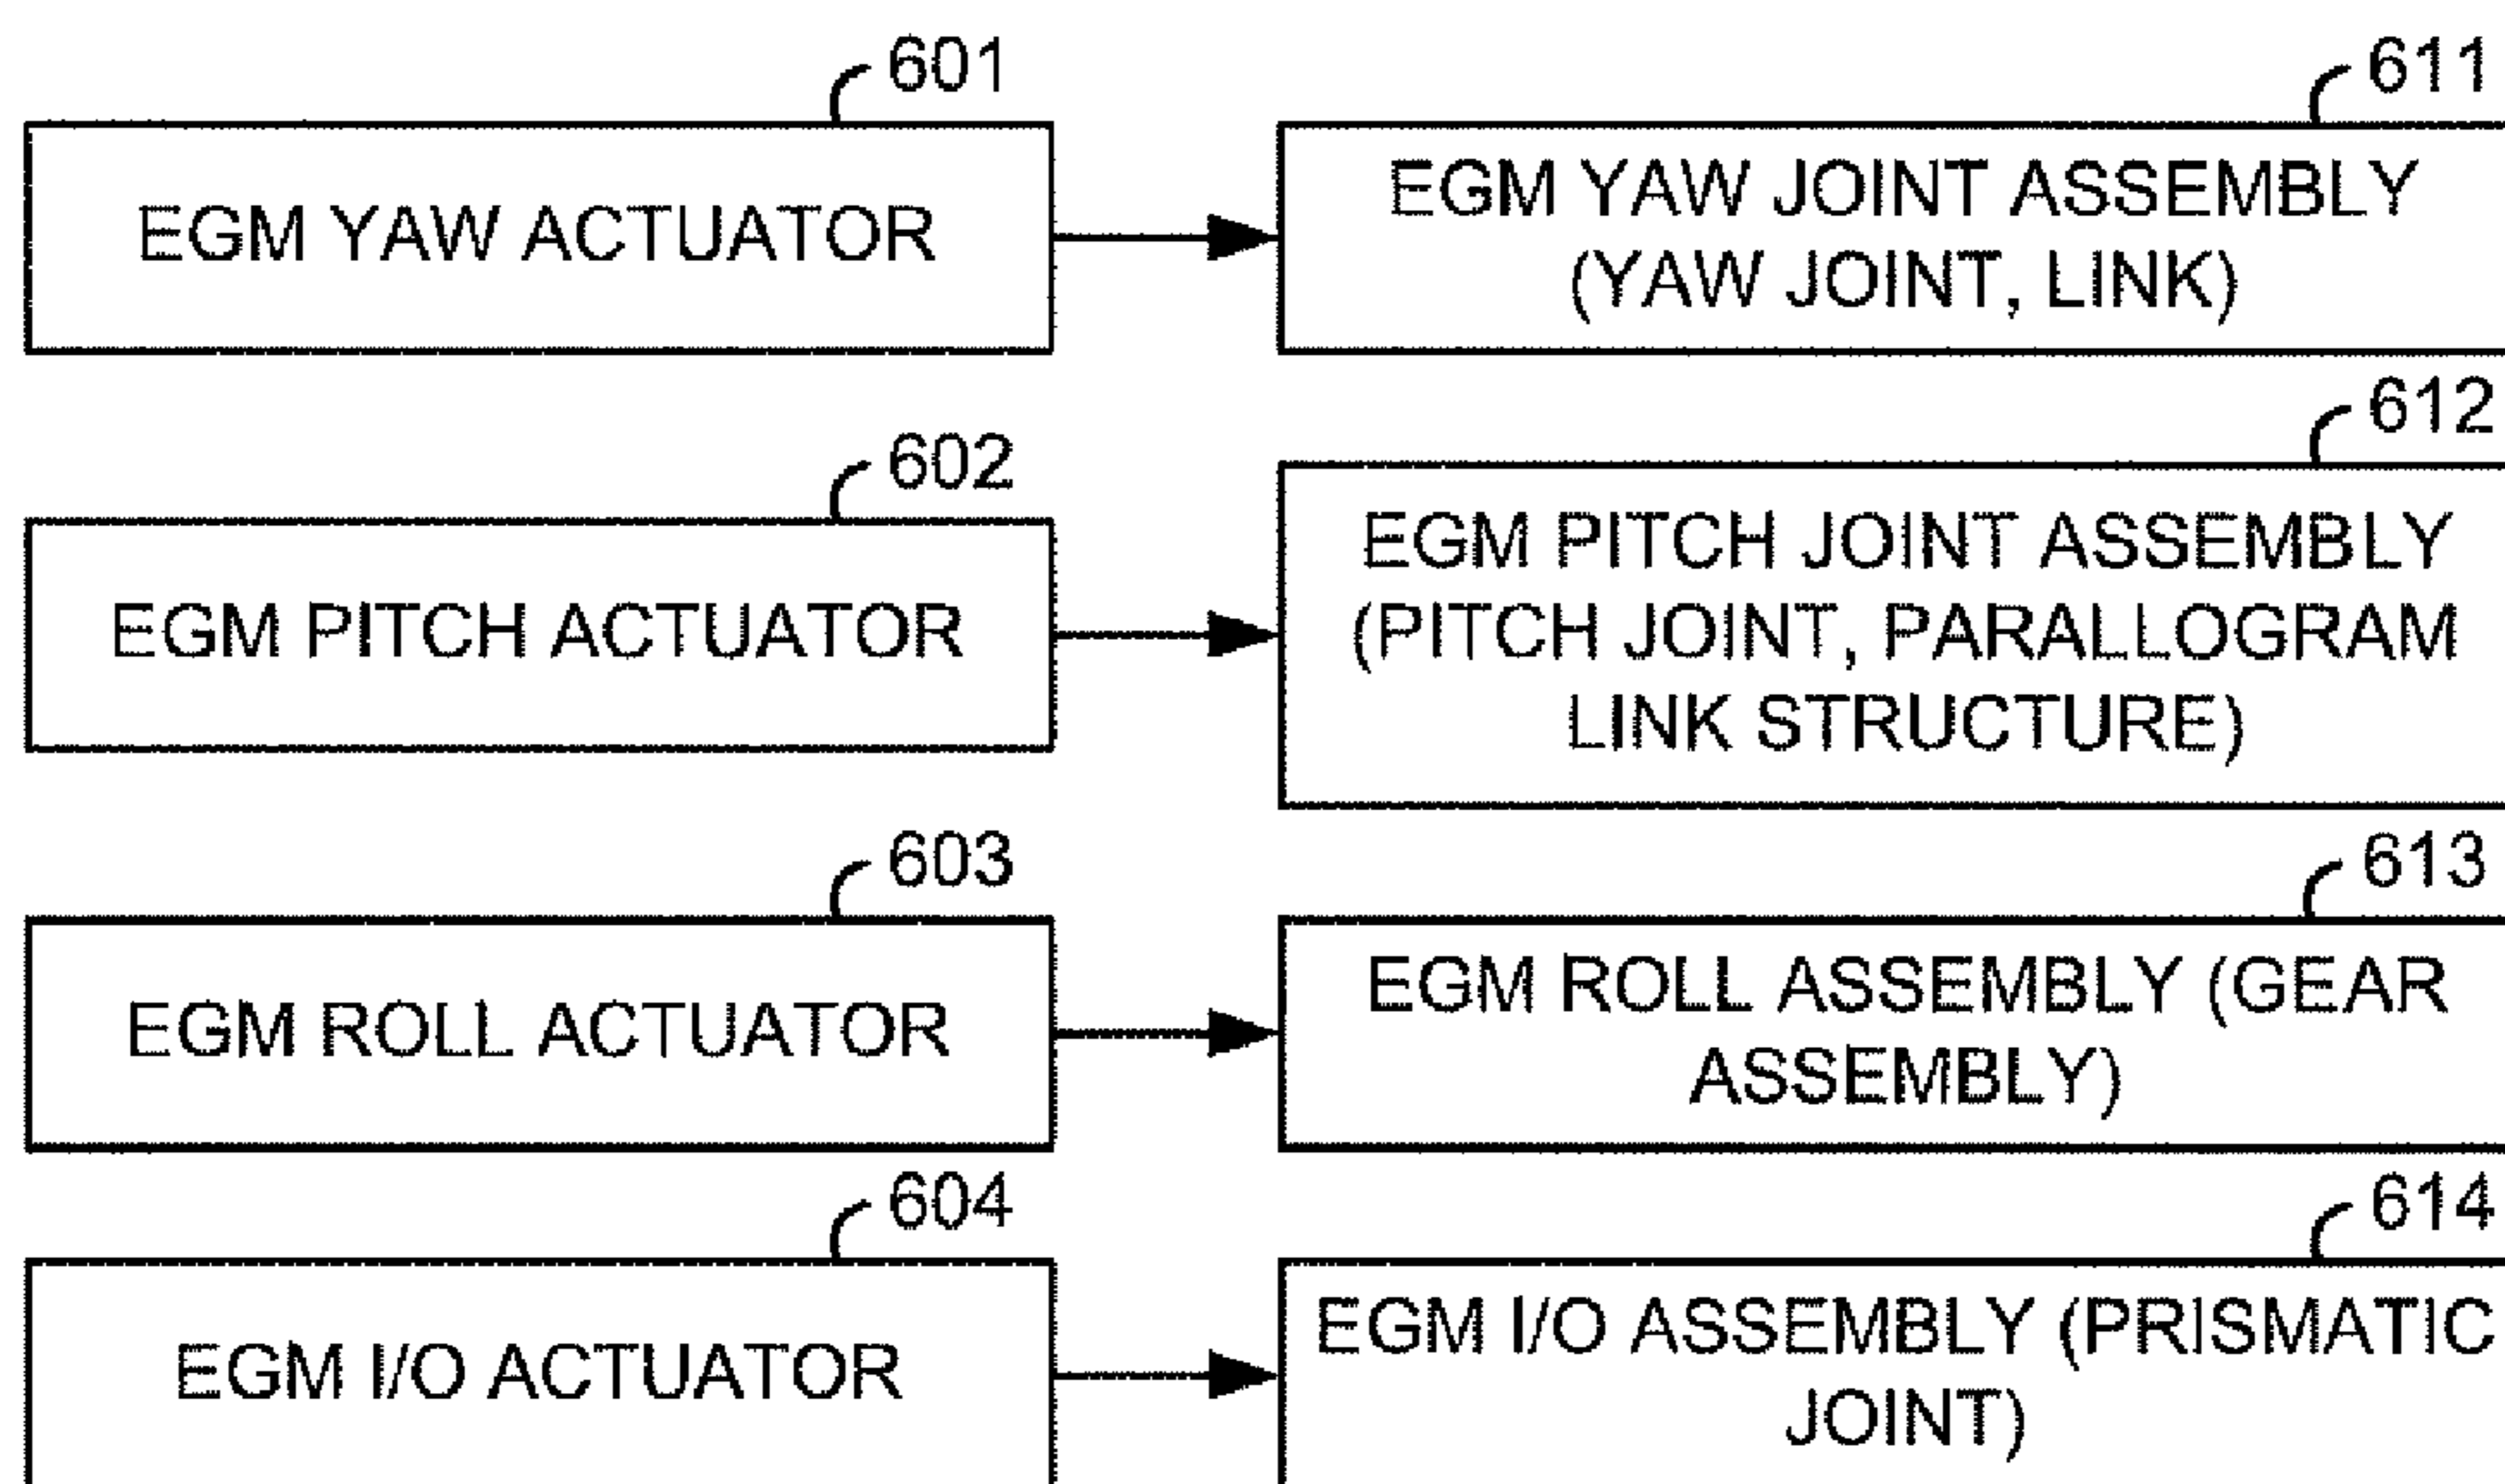 601
611
EGM YAW ACTUATOR
EGM YAW JOINT ASSEMBLY
(YAW JOINT, LINK)
602
612
EGM PITCH ACTUATOR
EGM PITCH JOINT ASSEMBLY
(PITCH JOINT, PARALLOGRAM
LINK STRUCTURE)
603
613
EGM ROLL ACTUATOR
EGM ROLL ASSEMBLY (GEAR
ASSEMBLY)
604
614
EGM I/O ACTUATOR
EGM I/O ASSEMBLY (PRISMATIC
JOINT)